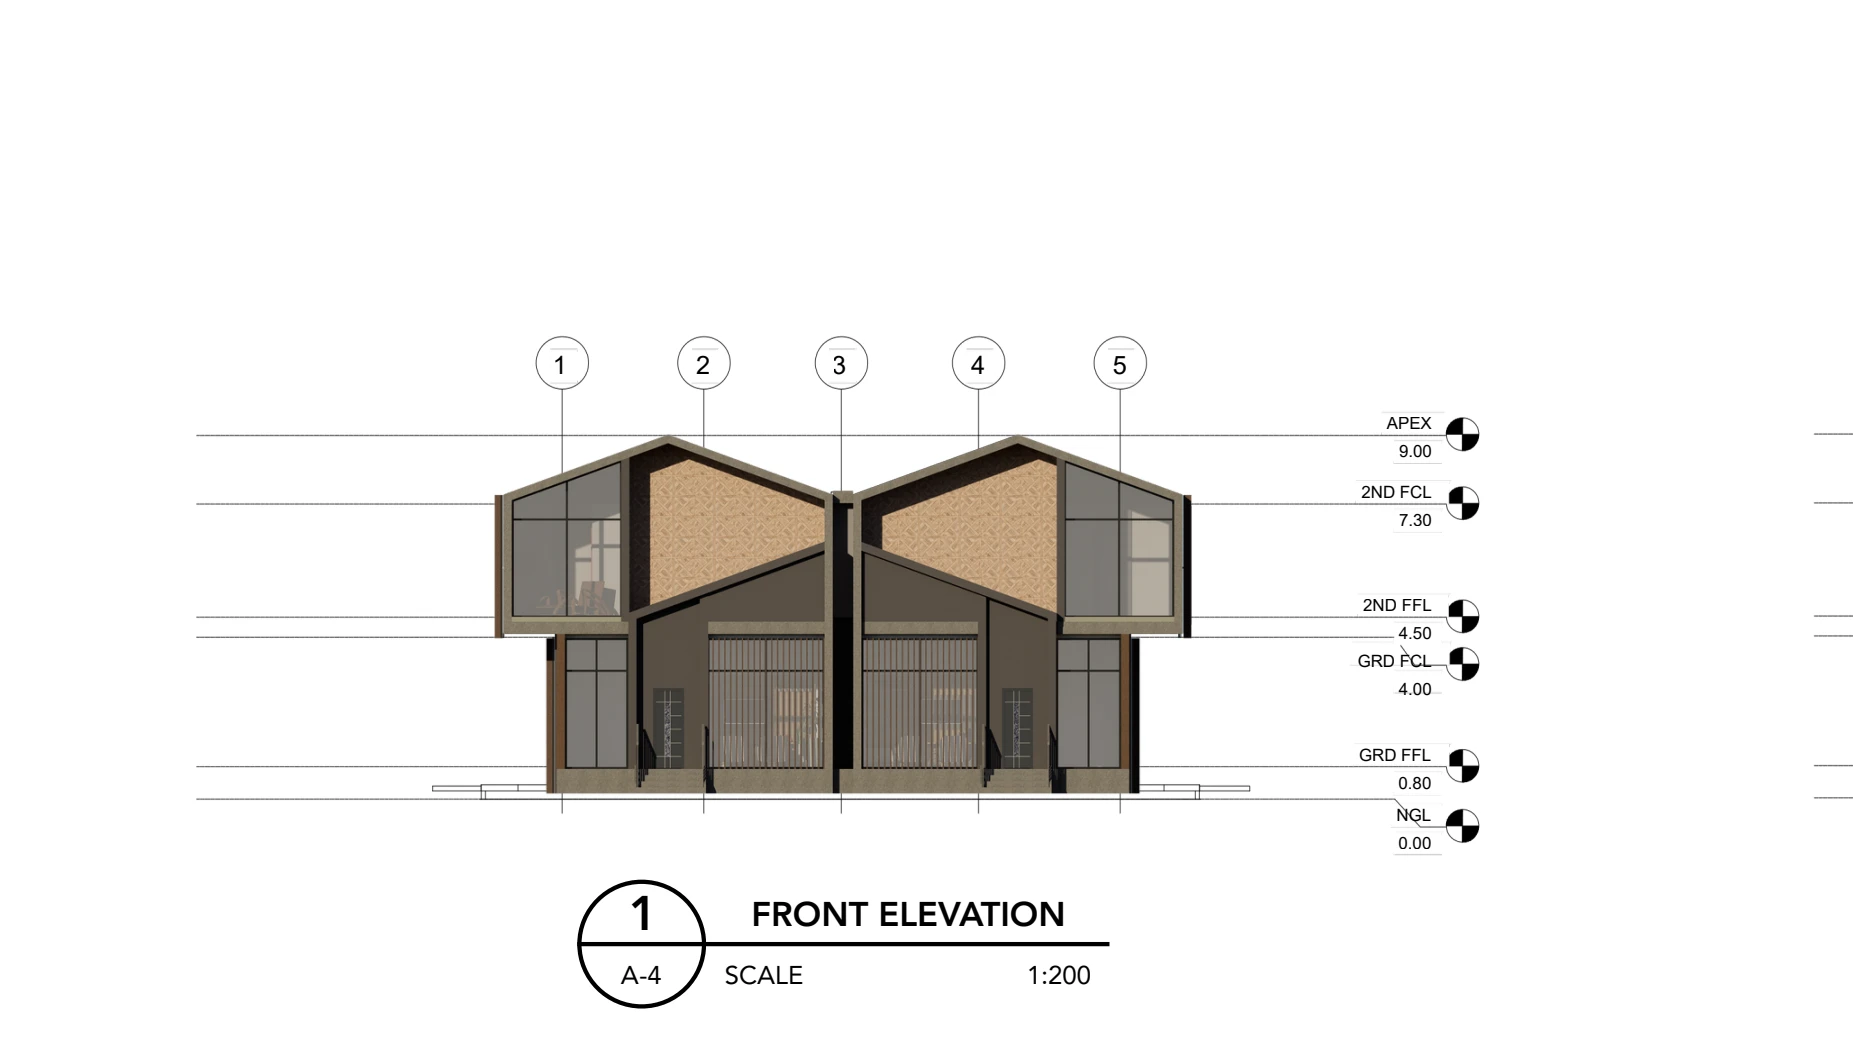 1 2 3 4 5
APEX
9.00
2ND FCL
7.30
2ND FFL
4.50
GRD FCL
4.00
GRD FFL
0.80
NGL
0.00
1 FRONT ELEVATION
A-4 SCALE 1:200